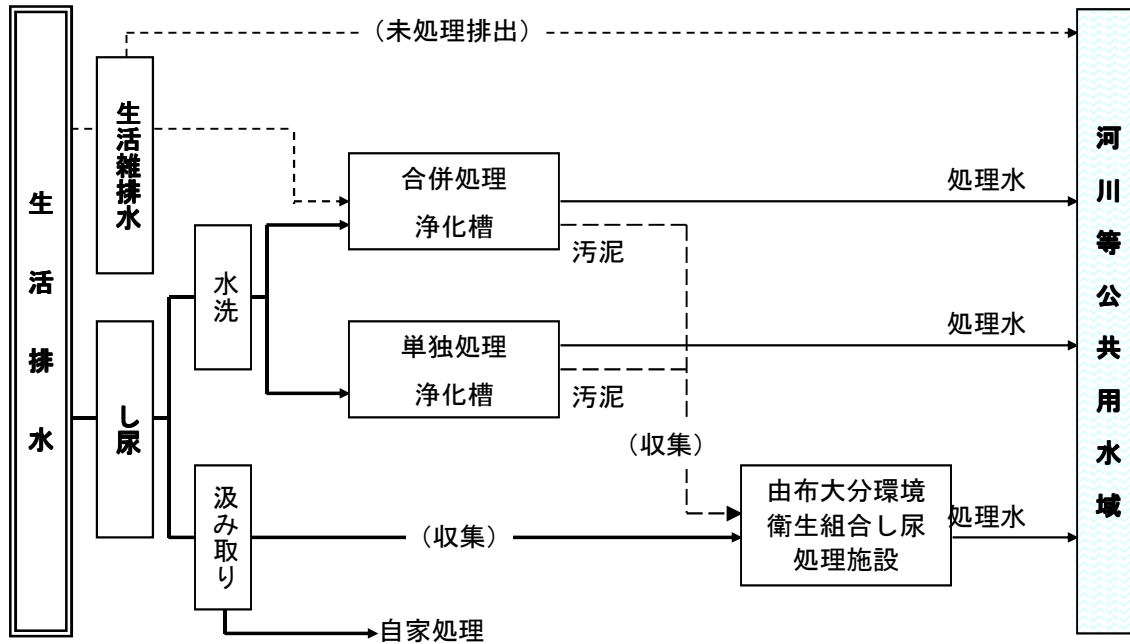 生活排水
（未処理排出）
生活雑排水
合併処理
浄化槽
処理水
汚泥
水洗
し尿
単独処理
浄化槽
処理水
汚泥
（収集）
汲み取り
（収集）
由布大分環境
衛生組合し尿
処理施設
処理水
自家処理
河川等公共用水域